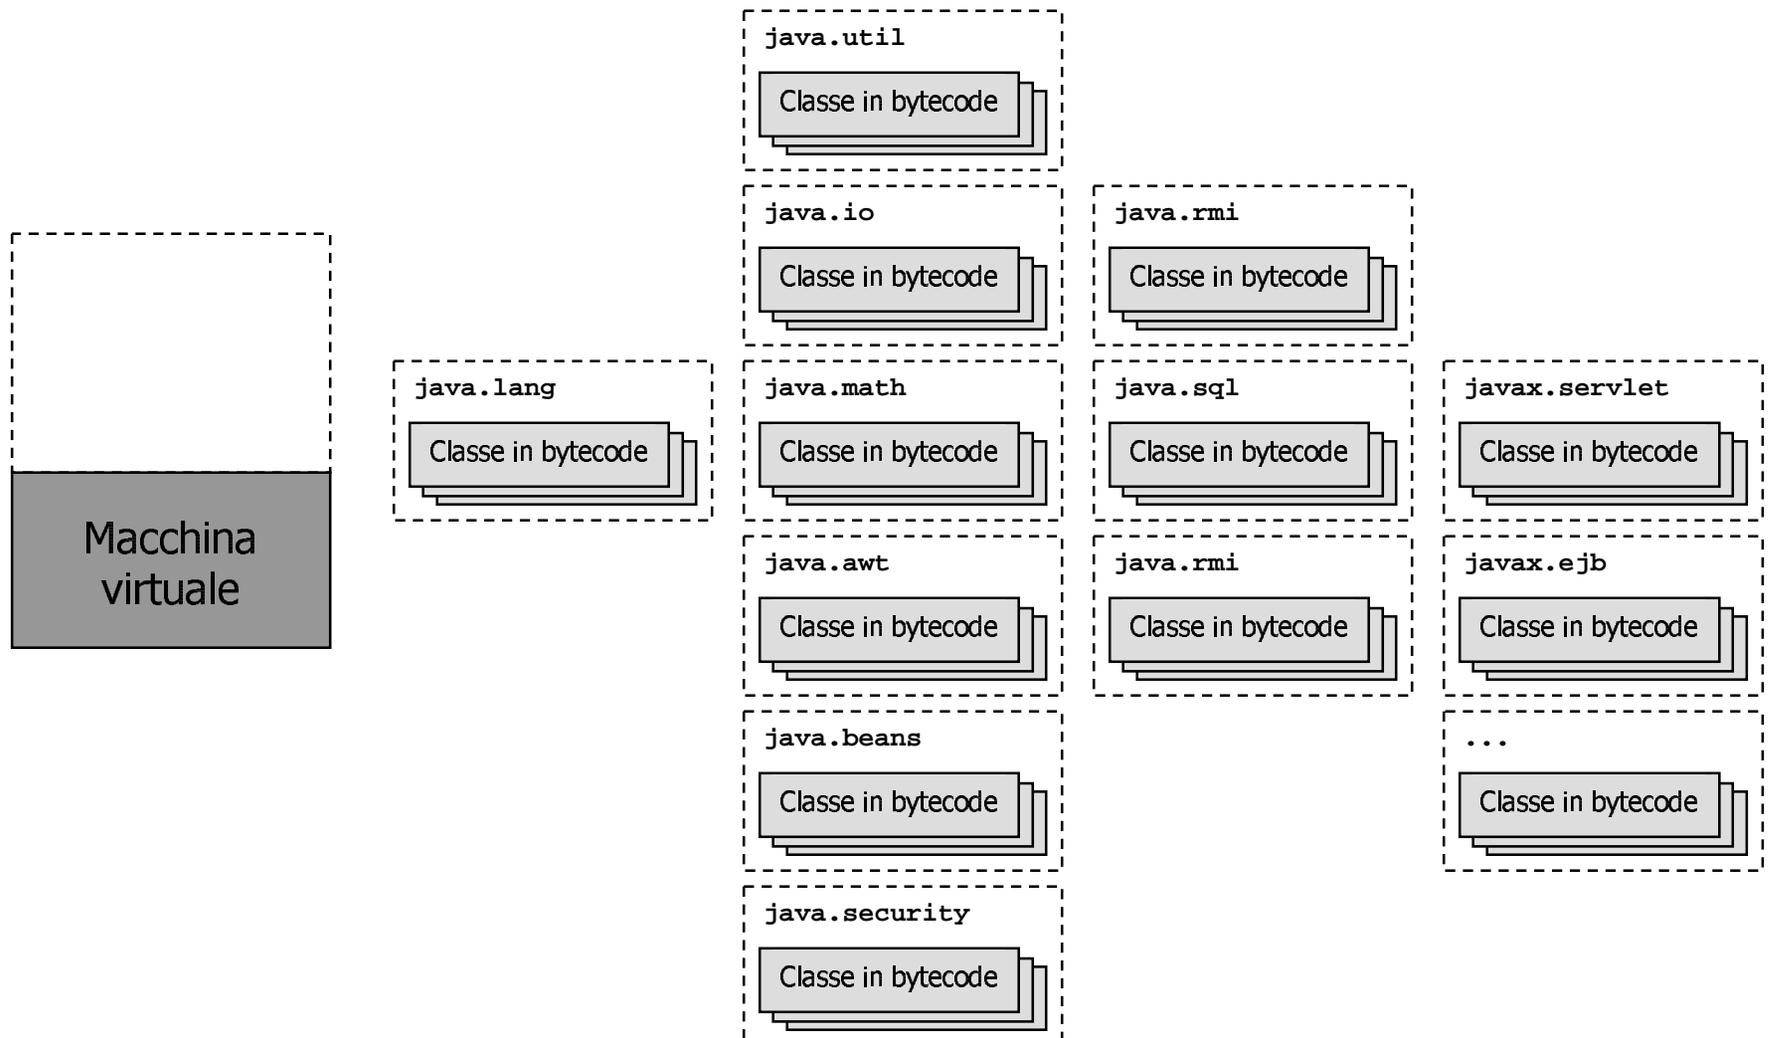 java.util
Classe in bytecode
java.io
Classe in bytecode
java.rmi
Classe in bytecode
java.lang
Classe in bytecode
java.math
Classe in bytecode
java.sql
Classe in bytecode
javax.servlet
Classe in bytecode
Macchina
virtuale
java.awt
Classe in bytecode
java.rmi
Classe in bytecode
javax.ejb
Classe in bytecode
java.beans
Classe in bytecode
...
Classe in bytecode
java.security
Classe in bytecode